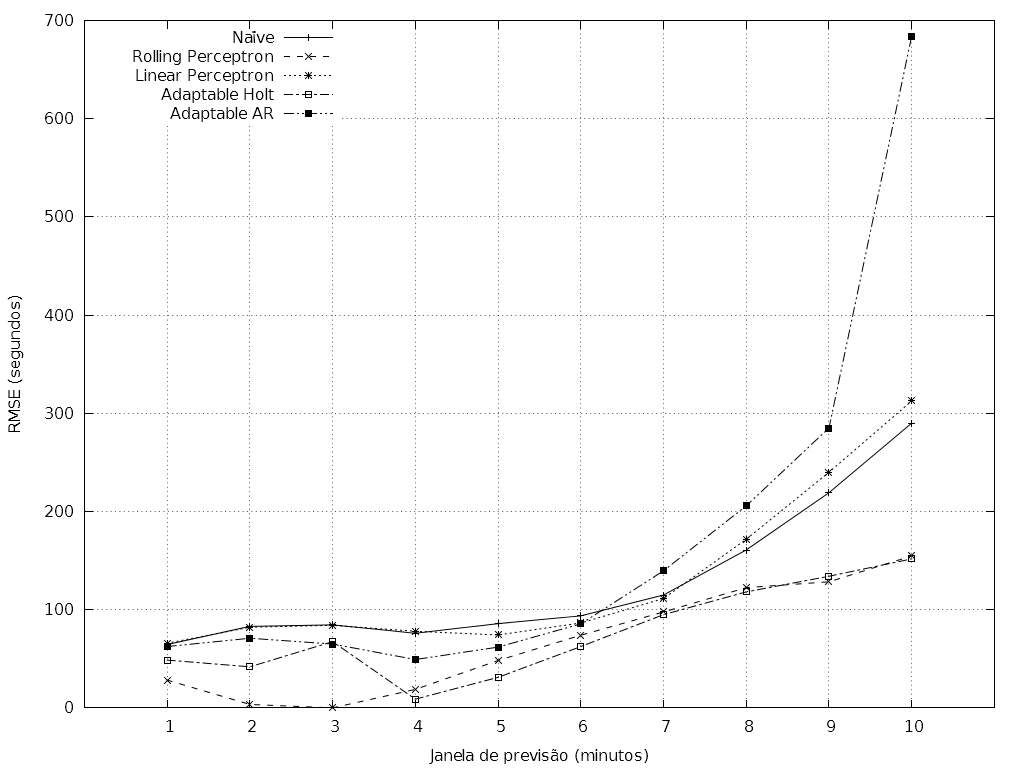 700
600
500
400
300
200
100
0
RMSE (segundos)
Naïve
Rolling Perceptron
Linear Perceptron
Adaptable Holt
Adaptable AR
1 2 3 4 5 6 7 8 9 10
Janela de previsão (minutos)